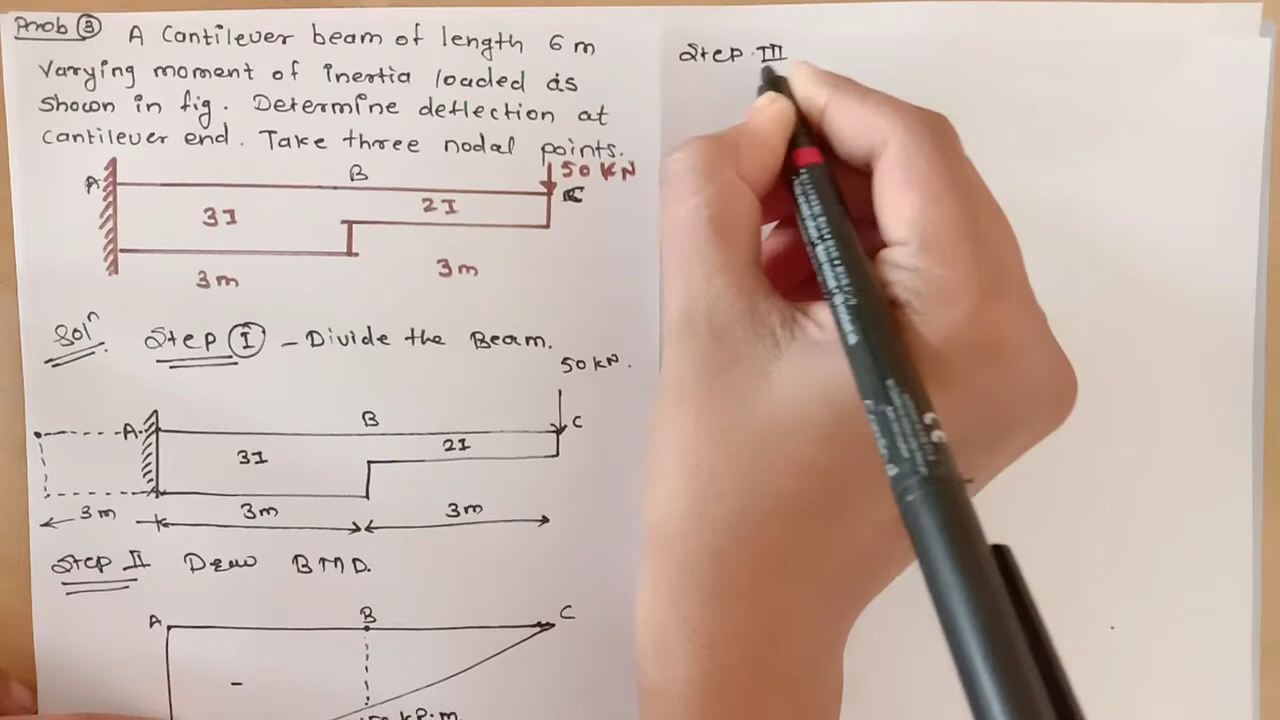 Prob 3 A Cantilever beam of length 6 m
Varying moment of inertia loaded as
shown in fig. Determine deflection at
cantilever end. Take three nodal points.
A B 50 KN
3I 2I
3m 3m
Solⁿ. Step I - Divide the Beam.
50 KN.
A B C
3I 2I
3m 3m 3m
Step II Draw BMD.
A B C
-
Step III